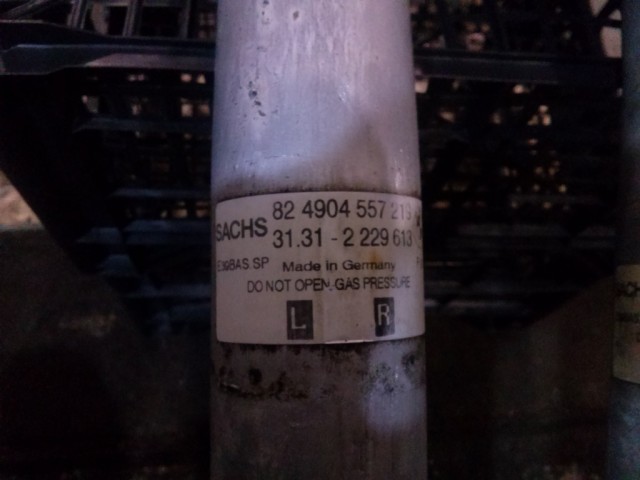 SACHS 82 4904 557 219
31.31 - 2 229 613
Made in Germany
DO NOT OPEN.GAS PRESSURE
L R